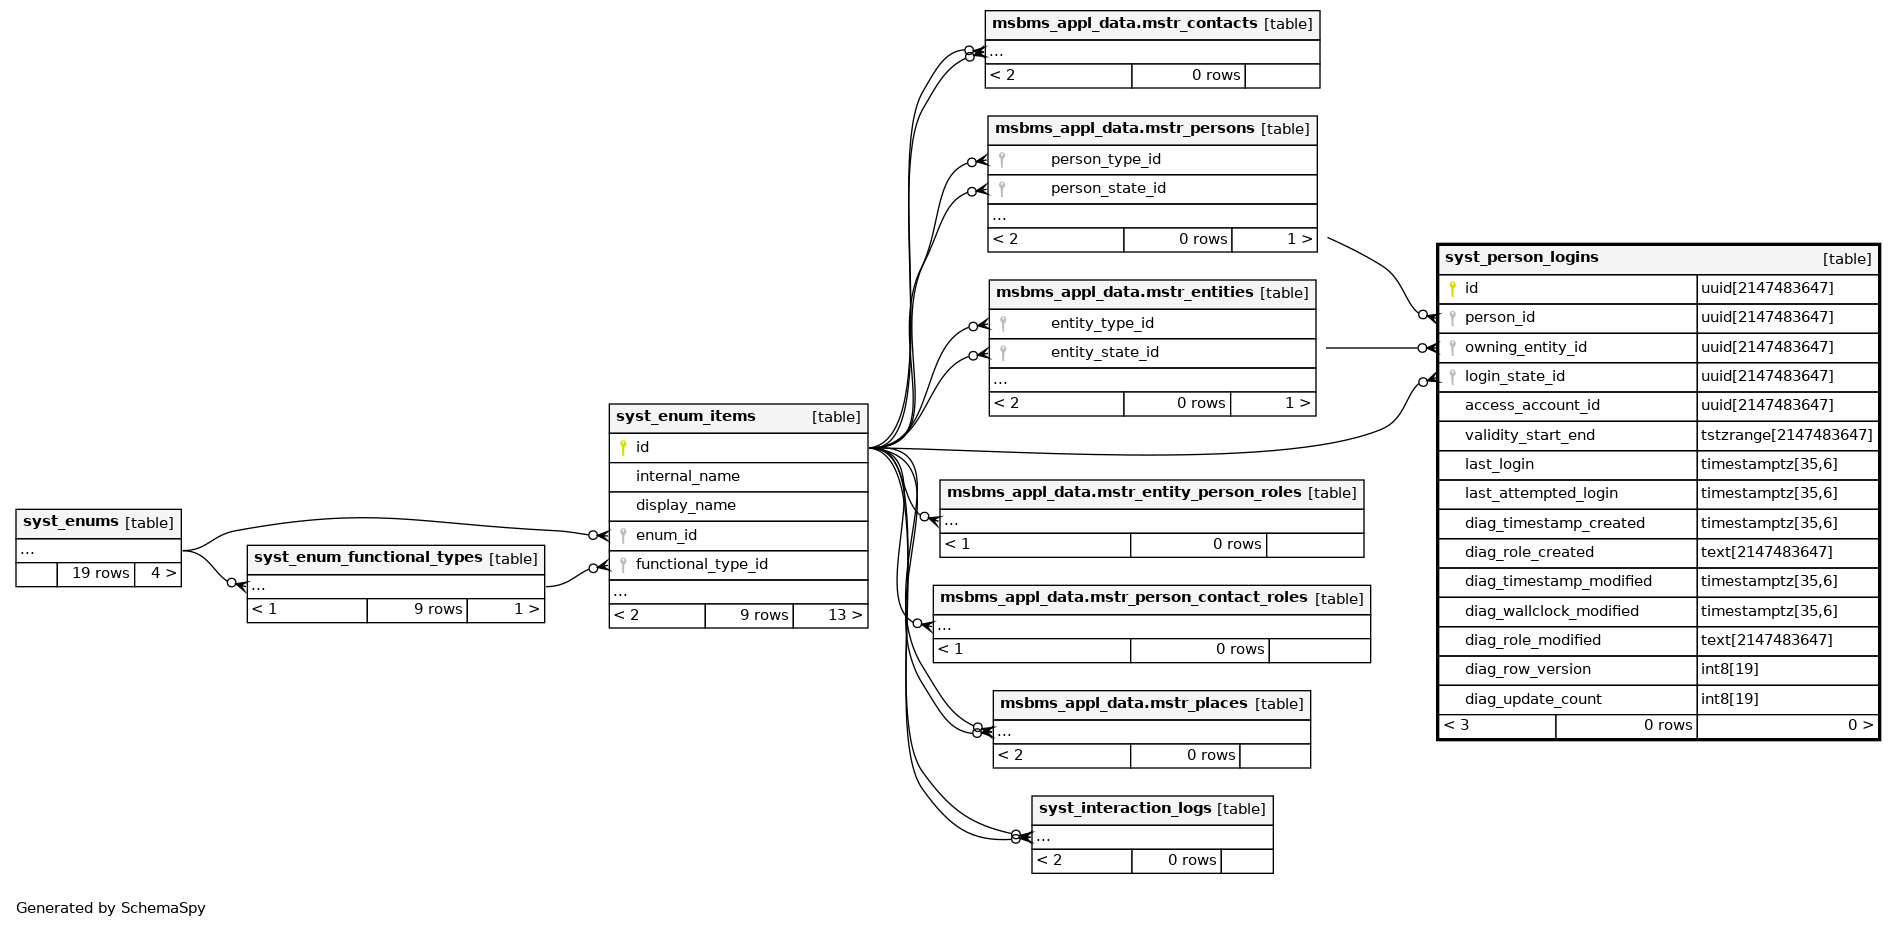 msbms_appl_data.mstr_contacts [table]
...
< 2 0 rows
msbms_appl_data.mstr_persons [table]
person_type_id
person_state_id
...
< 2 0 rows 1 >
msbms_appl_data.mstr_entities [table]
entity_type_id
entity_state_id
...
< 2 0 rows 1 >
syst_person_logins [table]
id uuid[2147483647]
person_id uuid[2147483647]
owning_entity_id uuid[2147483647]
login_state_id uuid[2147483647]
access_account_id uuid[2147483647]
validity_start_end tstzrange[2147483647]
last_login timestamptz[35,6]
last_attempted_login timestamptz[35,6]
diag_timestamp_created timestamptz[35,6]
diag_role_created text[2147483647]
diag_timestamp_modified timestamptz[35,6]
diag_wallclock_modified timestamptz[35,6]
diag_role_modified text[2147483647]
diag_row_version int8[19]
diag_update_count int8[19]
< 3 0 rows 0 >
syst_enum_items [table]
id
internal_name
display_name
enum_id
functional_type_id
...
< 2 9 rows 13 >
syst_enums [table]
...
19 rows 4 >
syst_enum_functional_types [table]
...
< 1 9 rows 1 >
msbms_appl_data.mstr_entity_person_roles [table]
...
< 1 0 rows
msbms_appl_data.mstr_person_contact_roles [table]
...
< 1 0 rows
msbms_appl_data.mstr_places [table]
...
< 2 0 rows
syst_interaction_logs [table]
...
< 2 0 rows
Generated by SchemaSpy